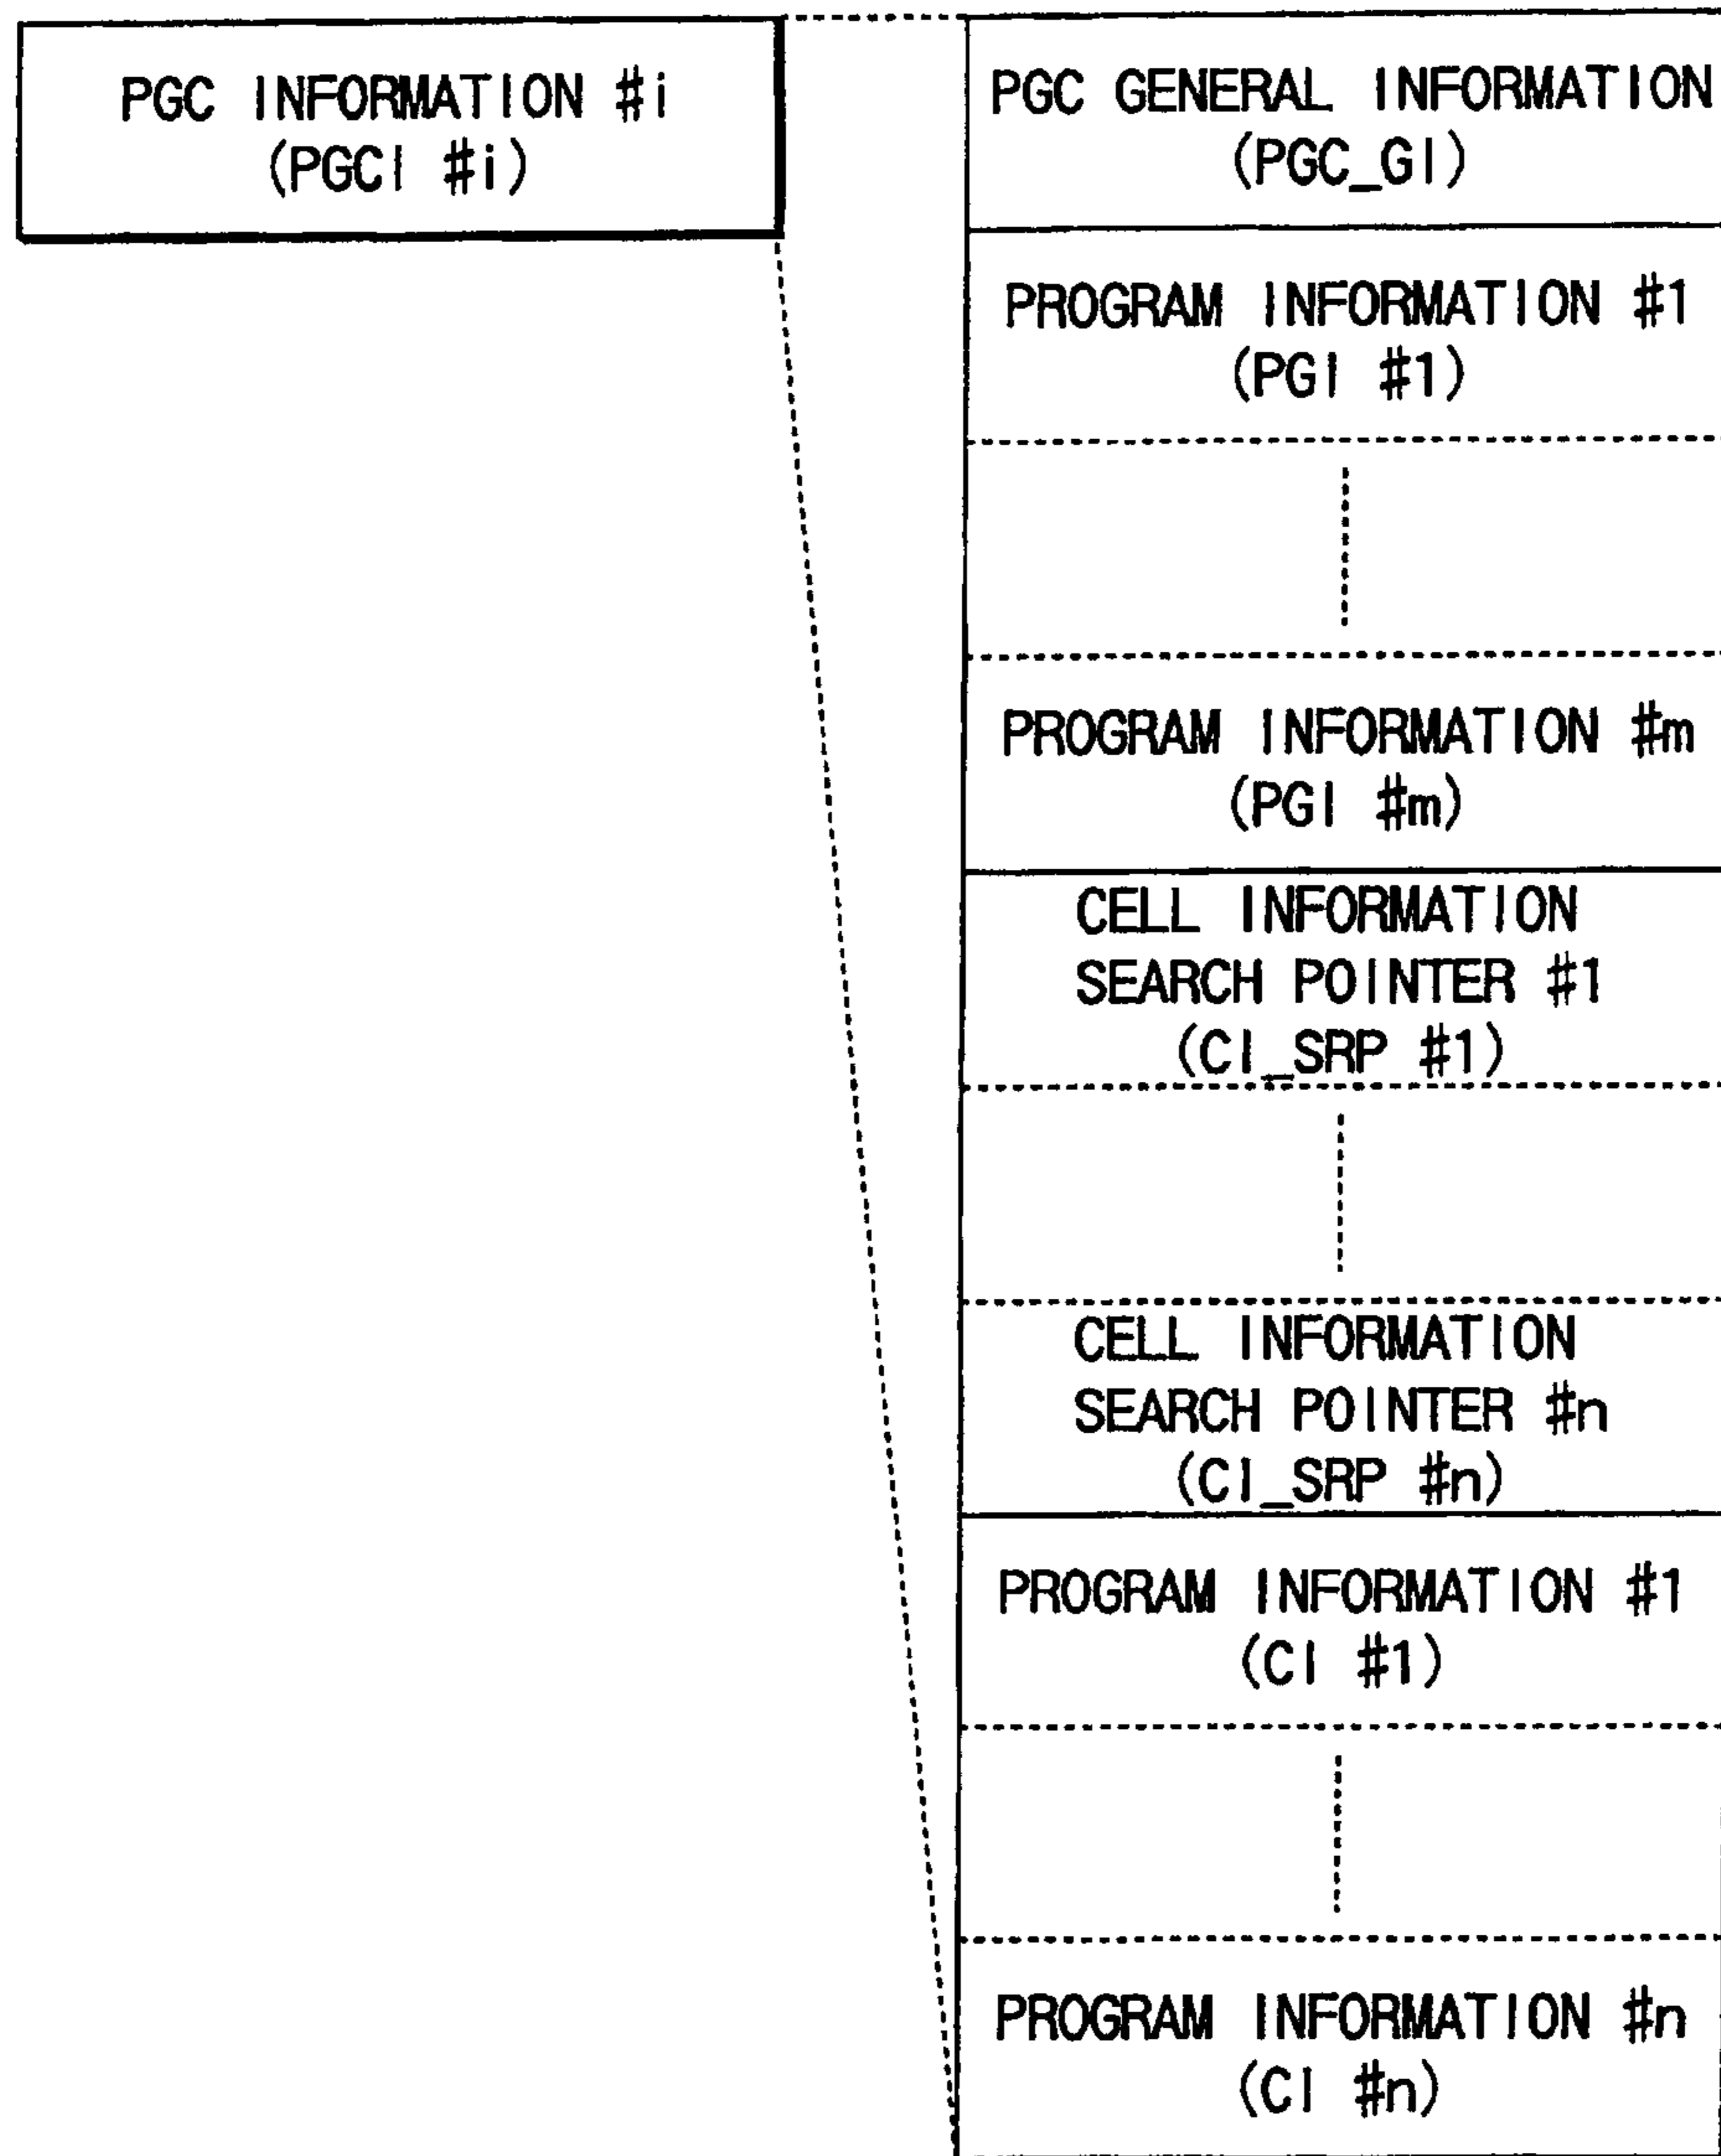 PGC INFORMATION #i
(PGCI #i)
PGC GENERAL INFORMATION
(PGC_GI)
PROGRAM INFORMATION #1
(PGI #1)
PROGRAM INFORMATION #m
(PGI #m)
CELL INFORMATION
SEARCH POINTER #1
(CI_SRP #1)
CELL INFORMATION
SEARCH POINTER #n
(CI_SRP #n)
PROGRAM INFORMATION #1
(CI #1)
PROGRAM INFORMATION #n
(CI #n)